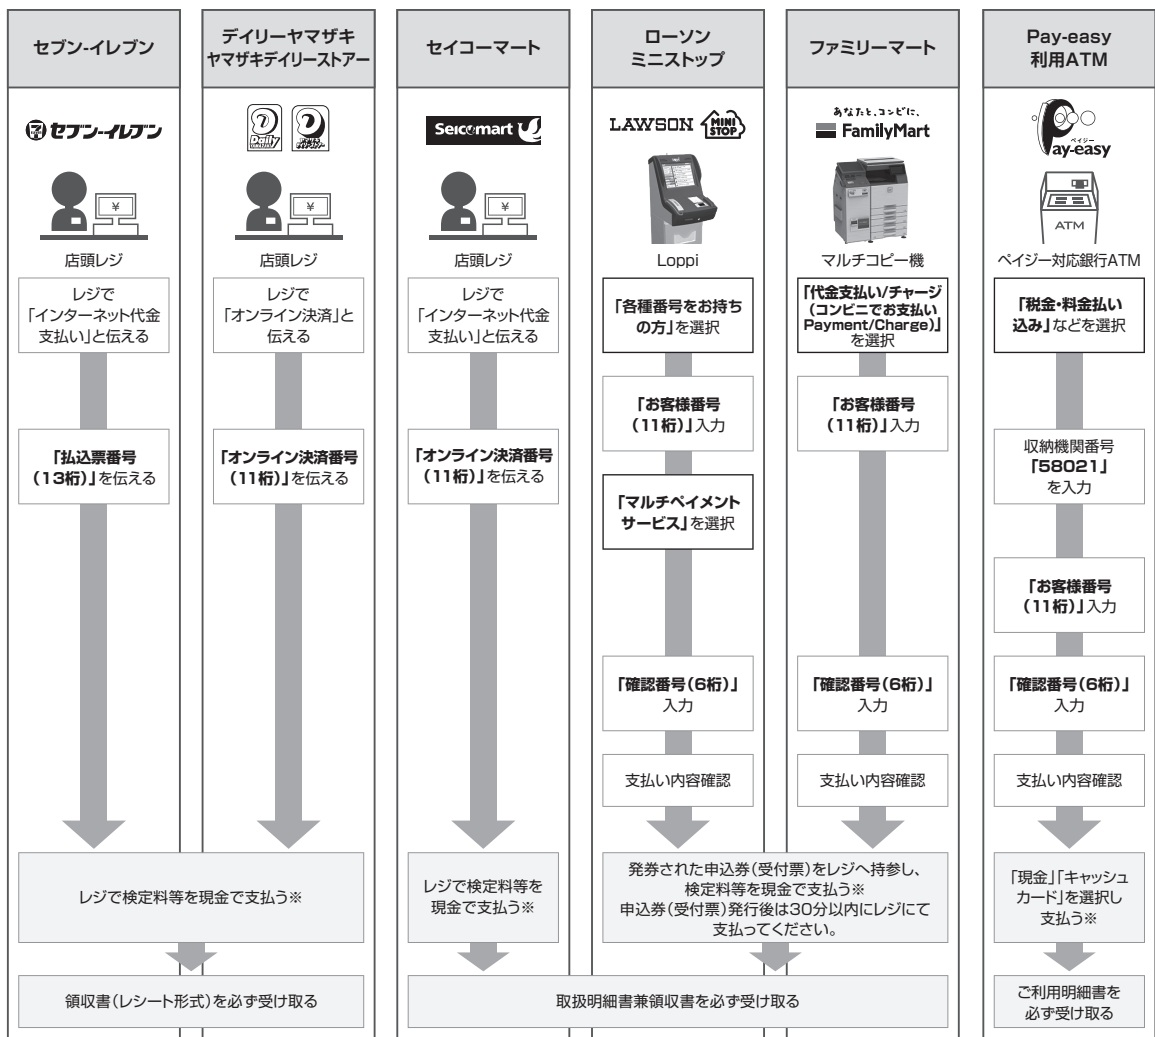 セブン-イレブン
デイリーヤマザキ
ヤマザキデイリーストアー
セイコーマート
ローソン
ミニストップ
ファミリーマート
Pay-easy
利用ATM
セブン-イレブン
Daily
Seicomart
LAWSON
MINI
STOP
あなたと、コンビに、
FamilyMart
ペイジー
Pay-easy
¥
¥
¥
ATM
店頭レジ
店頭レジ
店頭レジ
Loppi
マルチコピー機
ペイジー対応銀行ATM
レジで
「インターネット代金
支払い」と伝える
レジで
「オンライン決済」と
伝える
レジで
「インターネット代金
支払い」と伝える
「各種番号をお持ち
の方」を選択
「代金支払い/チャージ
(コンビニでお支払い
Payment/Charge)」
を選択
「税金・料金払い
込み」などを選択
「払込票番号
(13桁)」を伝える
「オンライン決済番号
(11桁)」を伝える
「オンライン決済番号
(11桁)」を伝える
「お客様番号
(11桁)」入力
「マルチペイメント
サービス」を選択
「お客様番号
(11桁)」入力
収納機関番号
「58021」
を入力
「お客様番号
(11桁)」入力
「確認番号(6桁)」
入力
「確認番号(6桁)」
入力
「確認番号(6桁)」
入力
支払い内容確認
支払い内容確認
支払い内容確認
レジで検定料等を現金で支払う※
レジで検定料等を
現金で支払う※
発券された申込券(受付票)をレジへ持参し、
検定料等を現金で支払う※
申込券(受付票)発行後は30分以内にレジにて
支払ってください。
「現金」「キャッシュ
カード」を選択し
支払う※
領収書(レシート形式)を必ず受け取る
取扱明細書兼領収書を必ず受け取る
ご利用明細書を
必ず受け取る